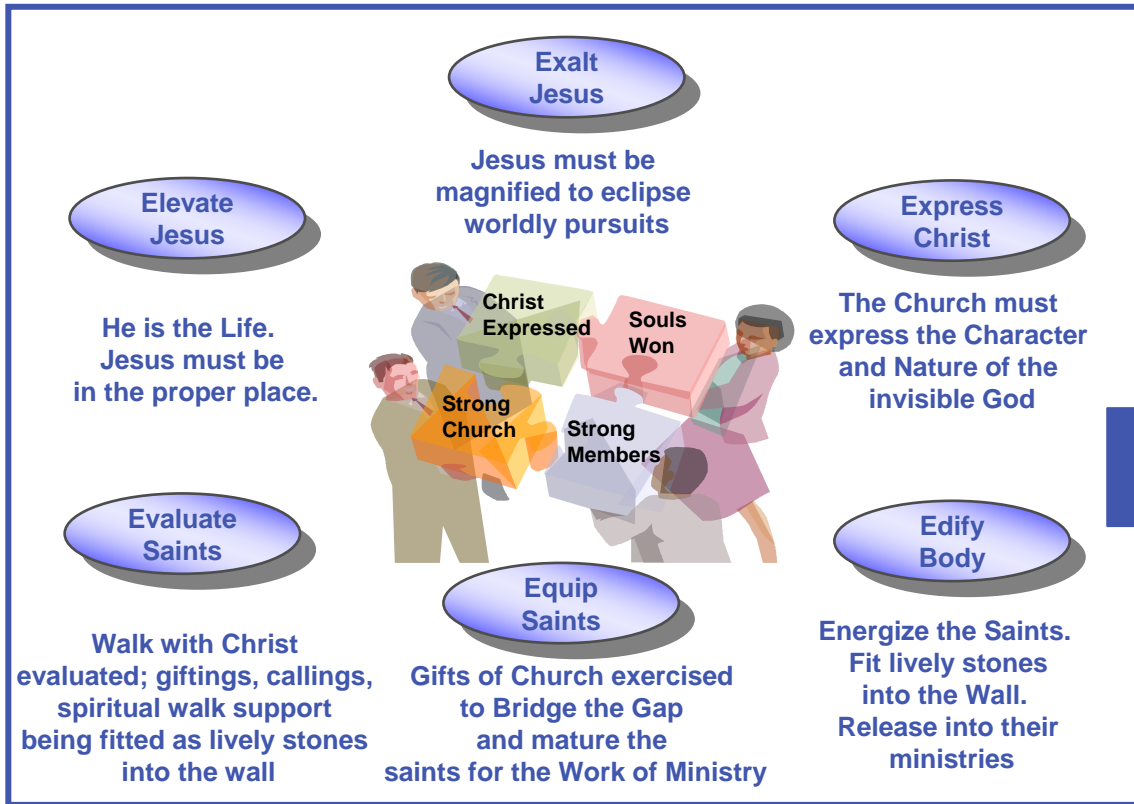 Exalt
Jesus
Jesus must be
magnified to eclipse
worldly pursuits
Elevate
Jesus
He is the Life.
Jesus must be
in the proper place.
Express
Christ
The Church must
express the Character
and Nature of the
invisible God
Christ
Expressed
Souls
Won
Strong
Church
Strong
Members
Evaluate
Saints
Walk with Christ
evaluated; giftings, callings,
spiritual walk support
being fitted as lively stones
into the wall
Equip
Saints
Gifts of Church exercised
to Bridge the Gap
and mature the
saints for the Work of Ministry
Edify
Body
Energize the Saints.
Fit lively stones
into the Wall.
Release into their
ministries